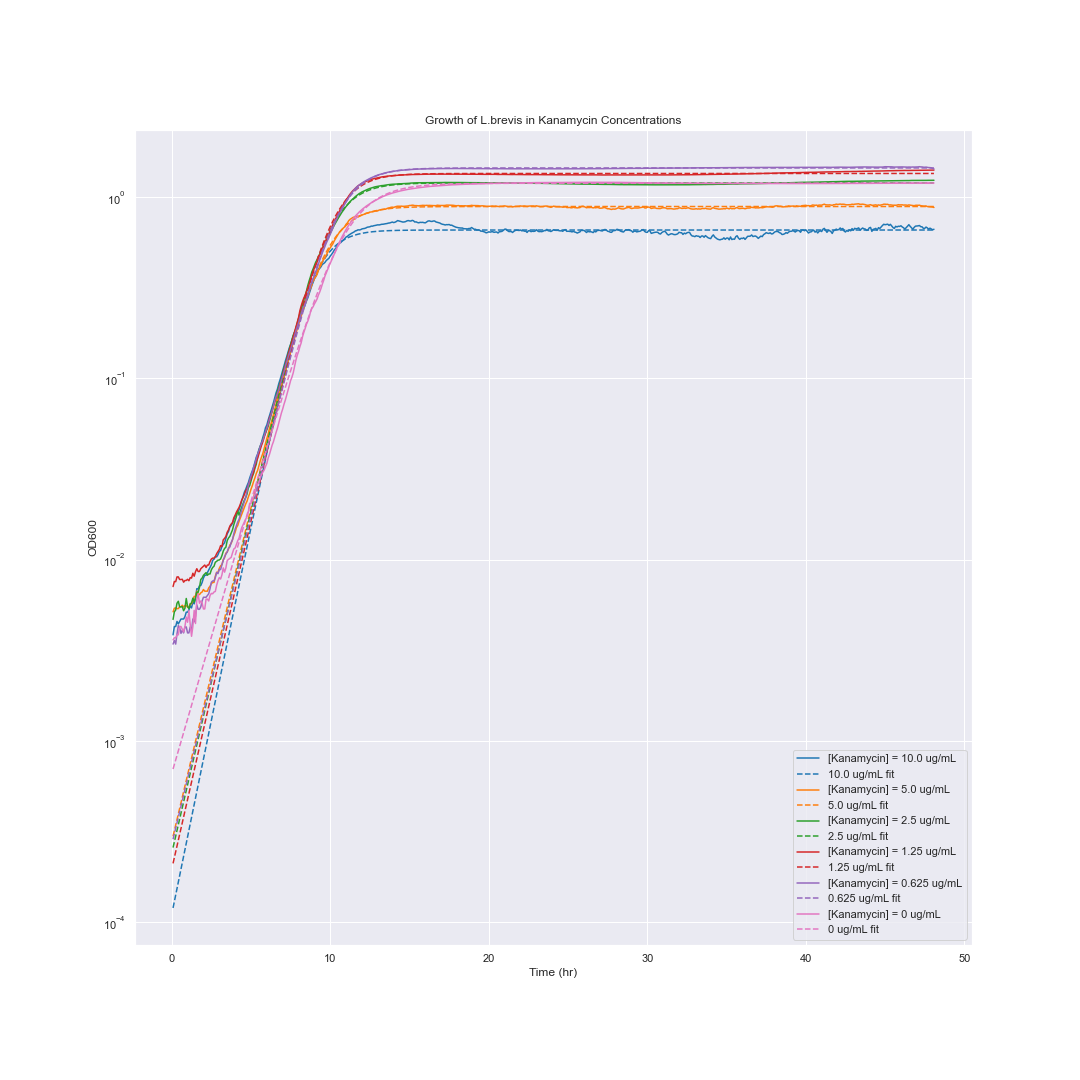 Growth of L.brevis in Kanamycin Concentrations
10⁰
10⁻¹
10⁻²
10⁻³
10⁻⁴
OD600
0 10 20 30 40 50
Time (hr)
[Kanamycin] = 10.0 ug/mL
10.0 ug/mL fit
[Kanamycin] = 5.0 ug/mL
5.0 ug/mL fit
[Kanamycin] = 2.5 ug/mL
2.5 ug/mL fit
[Kanamycin] = 1.25 ug/mL
1.25 ug/mL fit
[Kanamycin] = 0.625 ug/mL
0.625 ug/mL fit
[Kanamycin] = 0 ug/mL
0 ug/mL fit